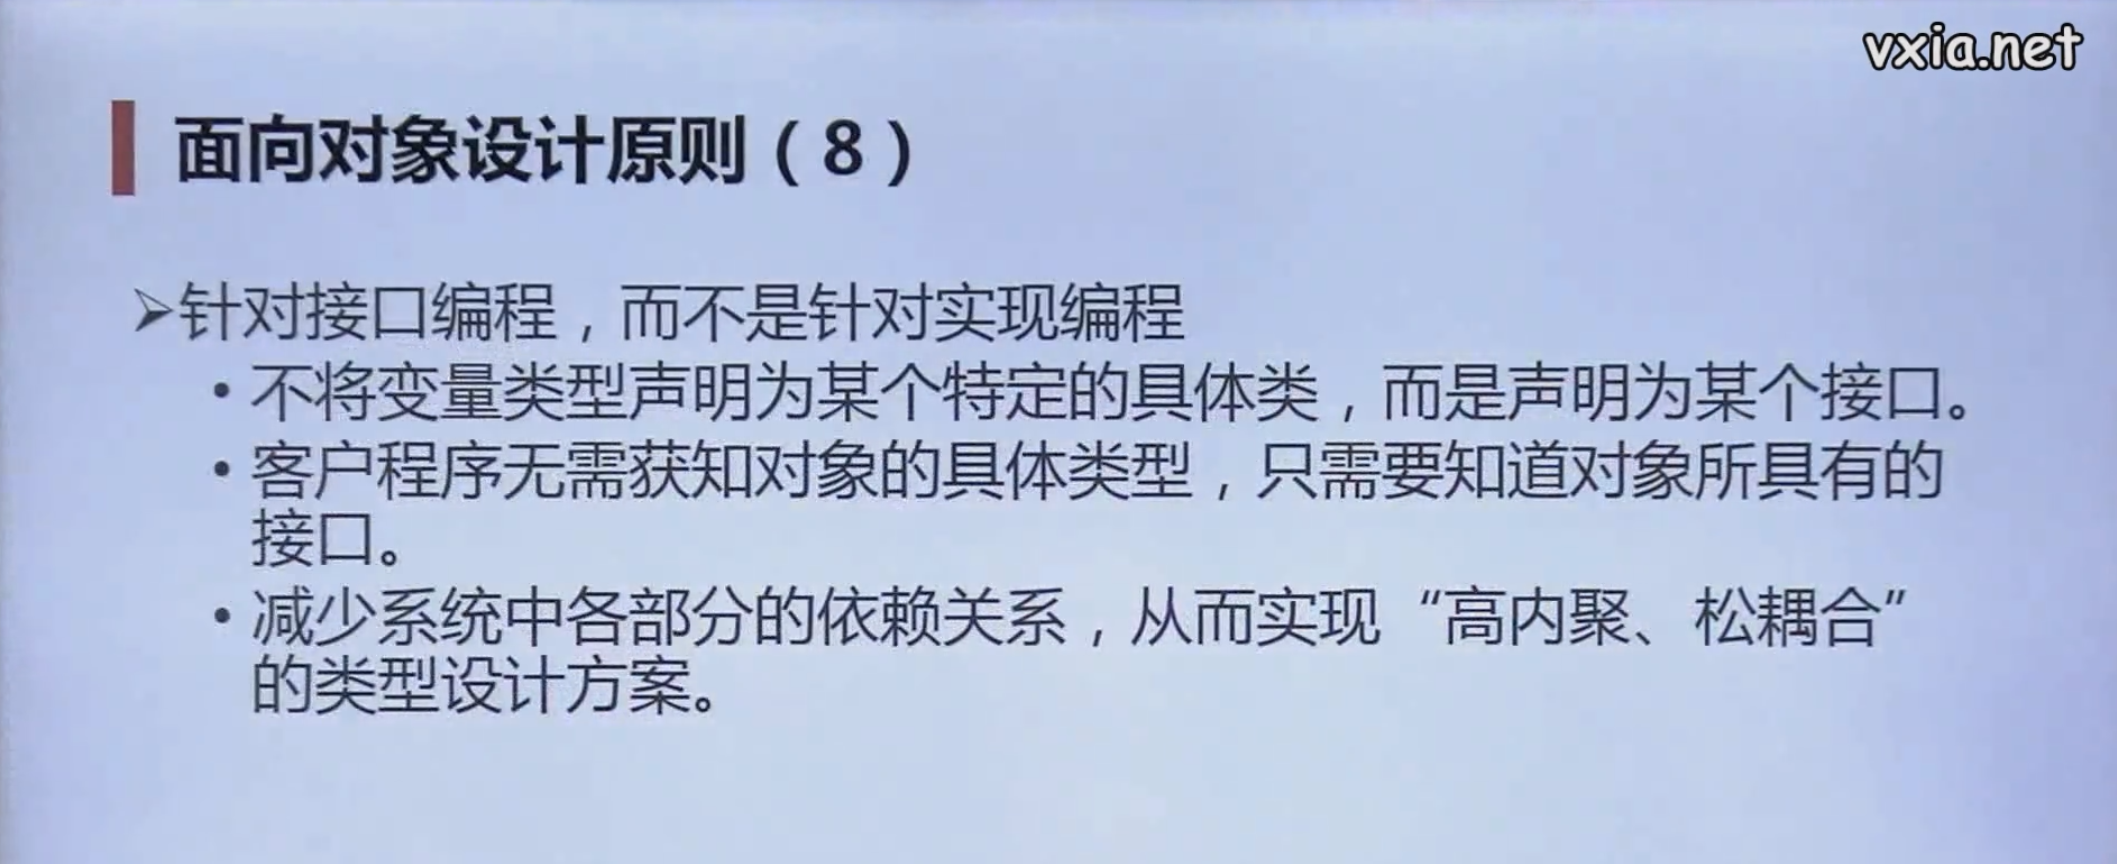 vxia.net
面向对象设计原则（8）
➢针对接口编程，而不是针对实现编程
• 不将变量类型声明为某个特定的具体类，而是声明为某个接口。
• 客户程序无需获知对象的具体类型，只需要知道对象所具有的
接口。
• 减少系统中各部分的依赖关系，从而实现“高内聚、松耦合”
的类型设计方案。